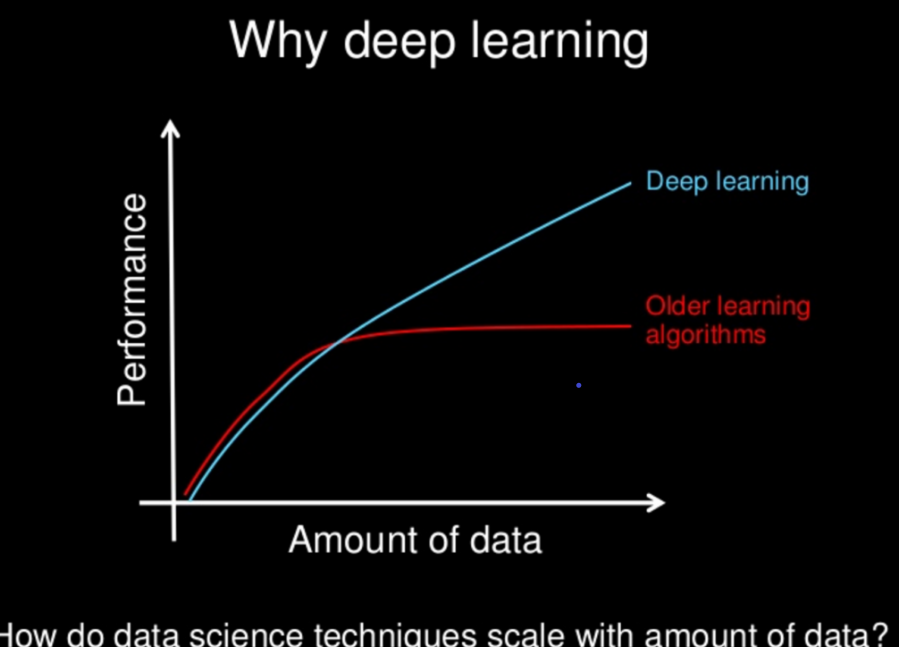 Why deep learning
Performance
Deep learning
Older learning
algorithms
Amount of data
How do data science techniques scale with amount of data?